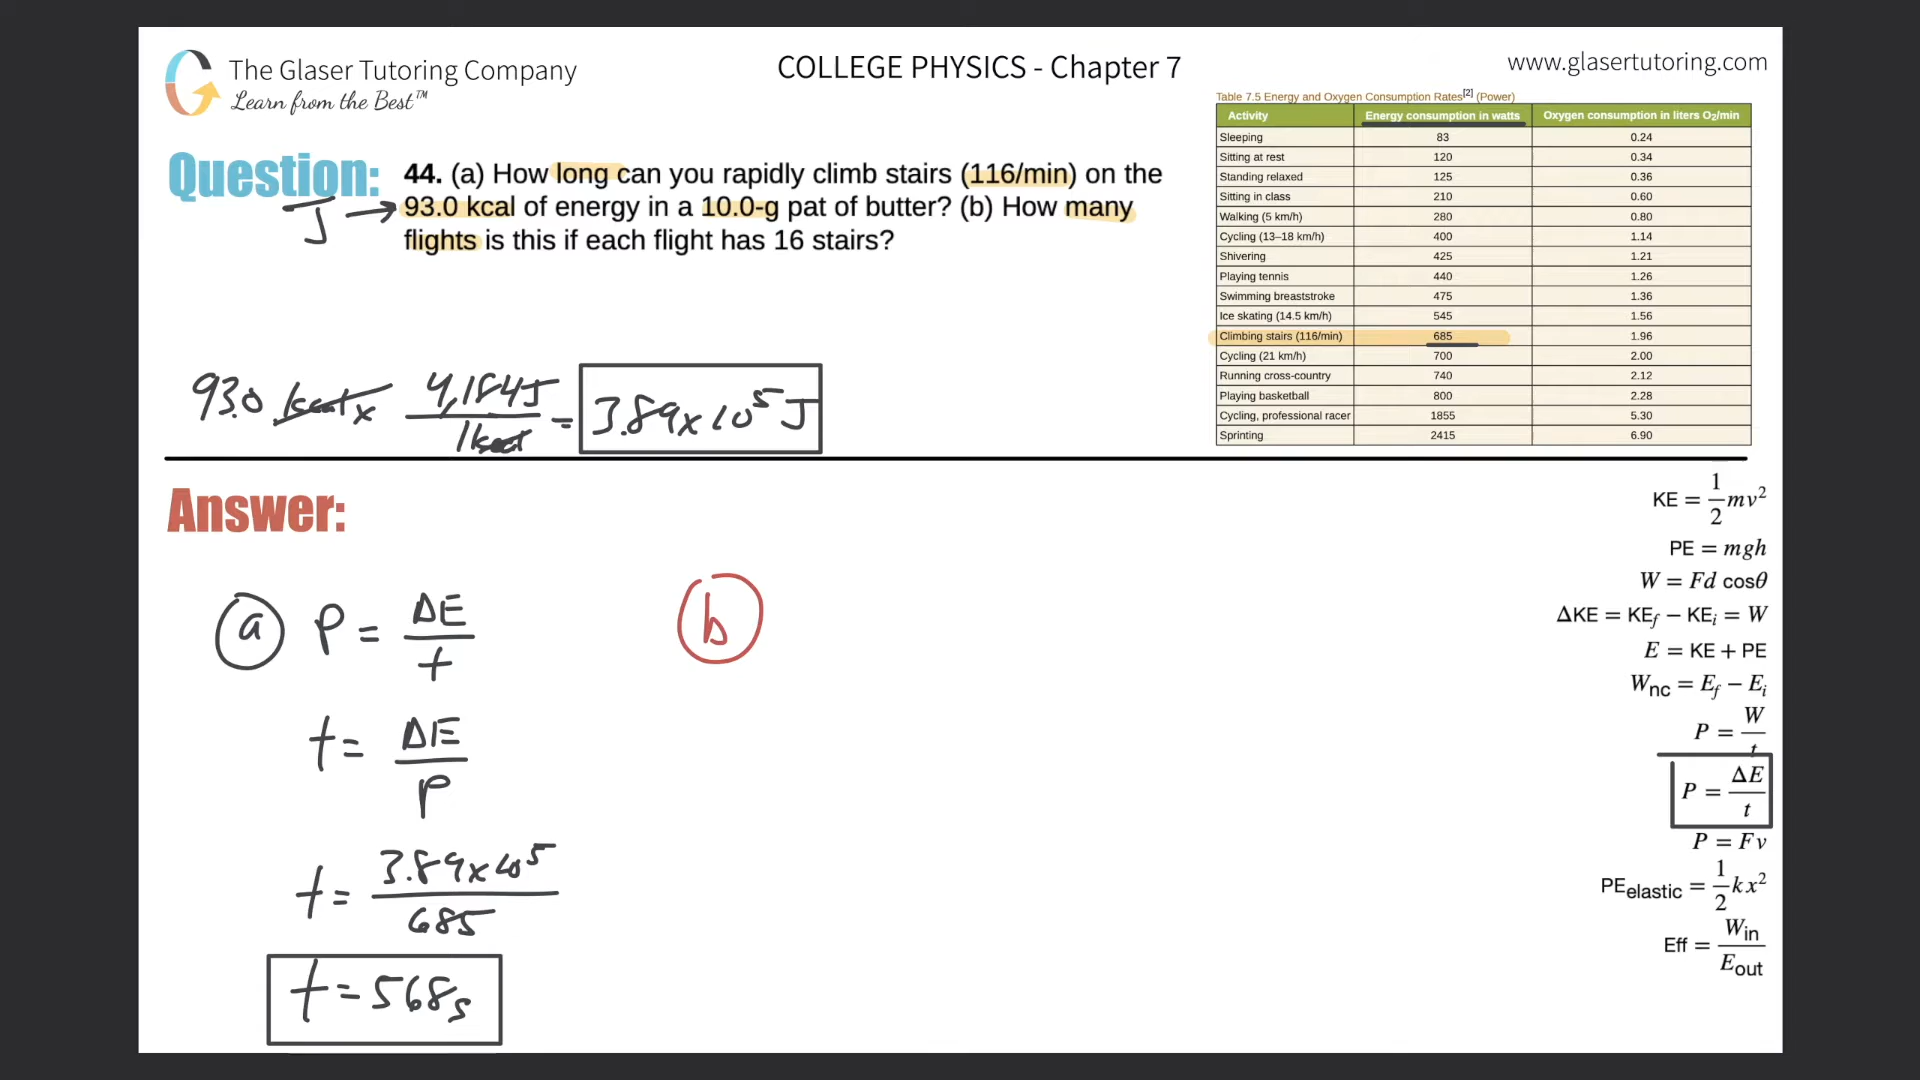 The Glaser Tutoring Company
Learn from the Best™
COLLEGE PHYSICS - Chapter 7
www.glasertutoring.com
Question:
44. (a) How long can you rapidly climb stairs (116/min) on the
93.0 kcal of energy in a 10.0-g pat of butter? (b) How many
flights is this if each flight has 16 stairs?
J →
Table 7.5 Energy and Oxygen Consumption Rates[2] (Power)
Activity Energy consumption in watts Oxygen consumption in liters O2/min
Sleeping 83 0.24
Sitting at rest 120 0.34
Standing relaxed 125 0.36
Sitting in class 210 0.60
Walking (5 km/h) 280 0.80
Cycling (13–18 km/h) 400 1.14
Shivering 425 1.21
Playing tennis 440 1.26
Swimming breaststroke 475 1.36
Ice skating (14.5 km/h) 545 1.56
Climbing stairs (116/min) 685 1.96
Cycling (21 km/h) 700 2.00
Running cross-country 740 2.12
Playing basketball 800 2.28
Cycling, professional racer 1855 5.30
Sprinting 2415 6.90
93.0 kcal x 4,184J / 1kcal = 3.89x10^5 J
Answer:
a P = ΔE / t
t = ΔE / P
t = 3.89x10^5 / 685
t = 568s
b
KE = 1/2 mv²
PE = mgh
W = Fd cosθ
ΔKE = KEf − KEi = W
E = KE + PE
Wnc = Ef − Ei
P = W / t
P = ΔE / t
P = Fv
PEelastic = 1/2 kx²
Eff = Win / Eout